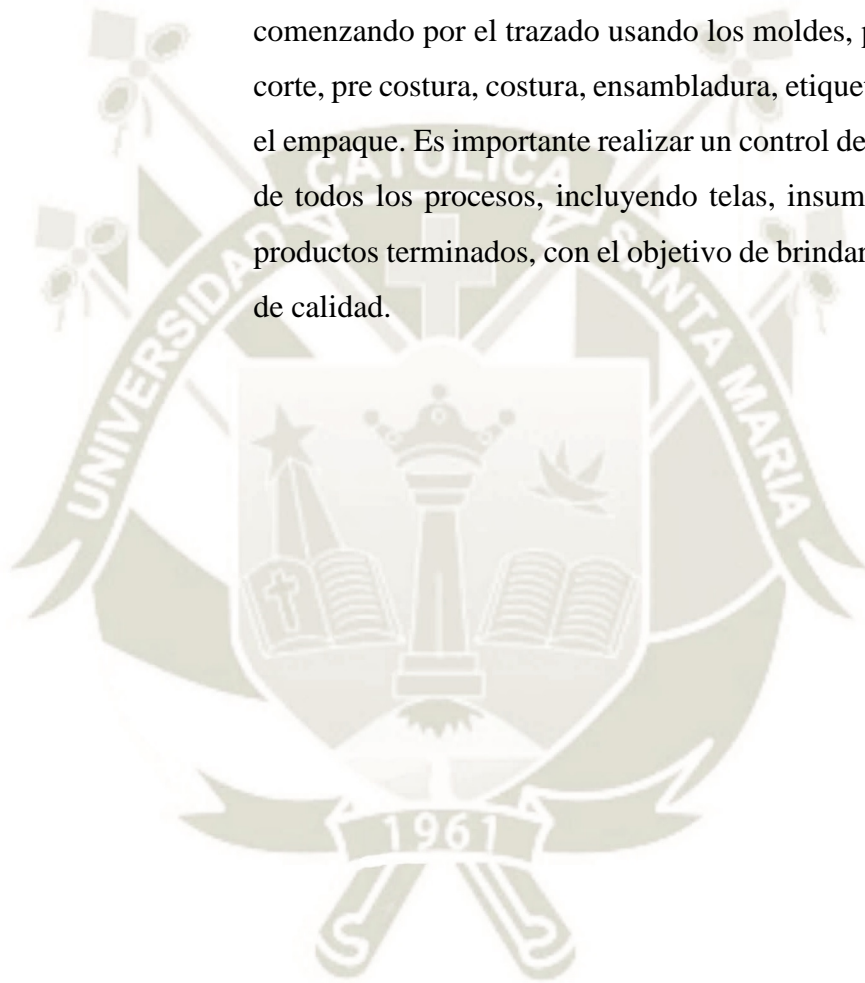 comenzando por el trazado usando los moldes,
corte, pre costura, costura, ensambladura,
el empaque. Es importante realizar un control de
de todos los procesos, incluyendo telas,
productos terminados, con el objetivo de brindar
de calidad.
UNIVERSIDAD CATOLICA SANTA MARIA
1961